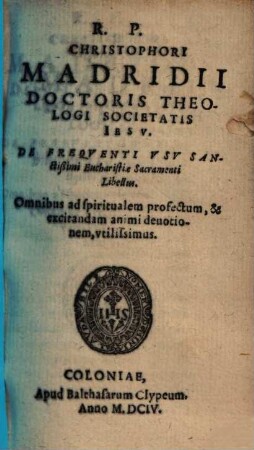 R. P.
CHRISTOPHORI
MADRIDII
DOCTORIS THEO-
LOGI SOCIETATIS
IESV.
DE FREQVENTI VSV SAN-
ctißimi Euchariſtiæ Sacramenti
Libellus.
Omnibus ad ſpiritualem profectum, &
excitandam animi deuotio-
nem, vtiliſsimus.
IHS
COLONIAE,
Apud Balthaſarum Clypeum.
Anno M. DCIV.